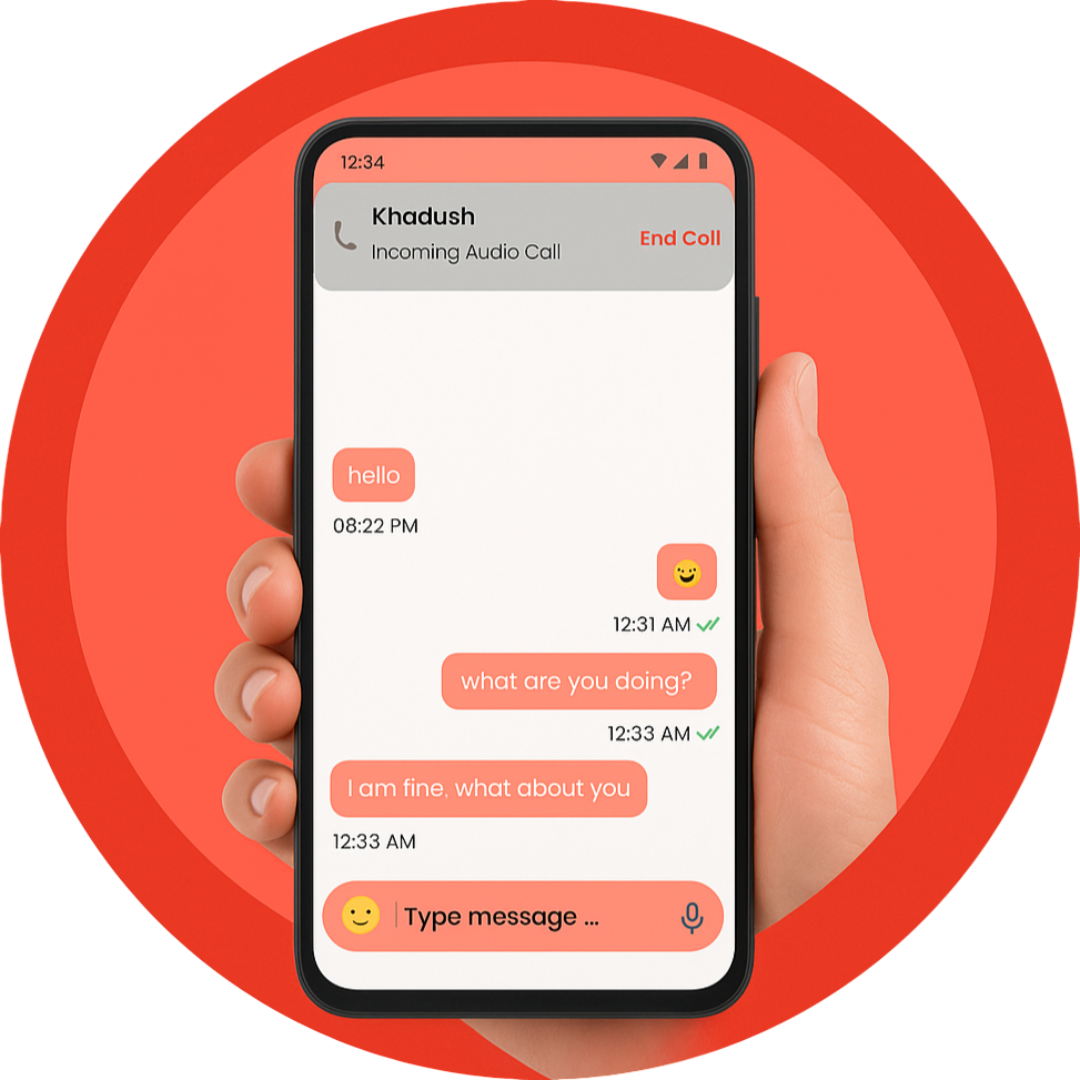 12:34
Khadush
Incoming Audio Call
End Coll
hello
08:22 PM
12:31 AM
what are you doing?
12:33 AM
I am fine, what about you
12:33 AM
Type message ...